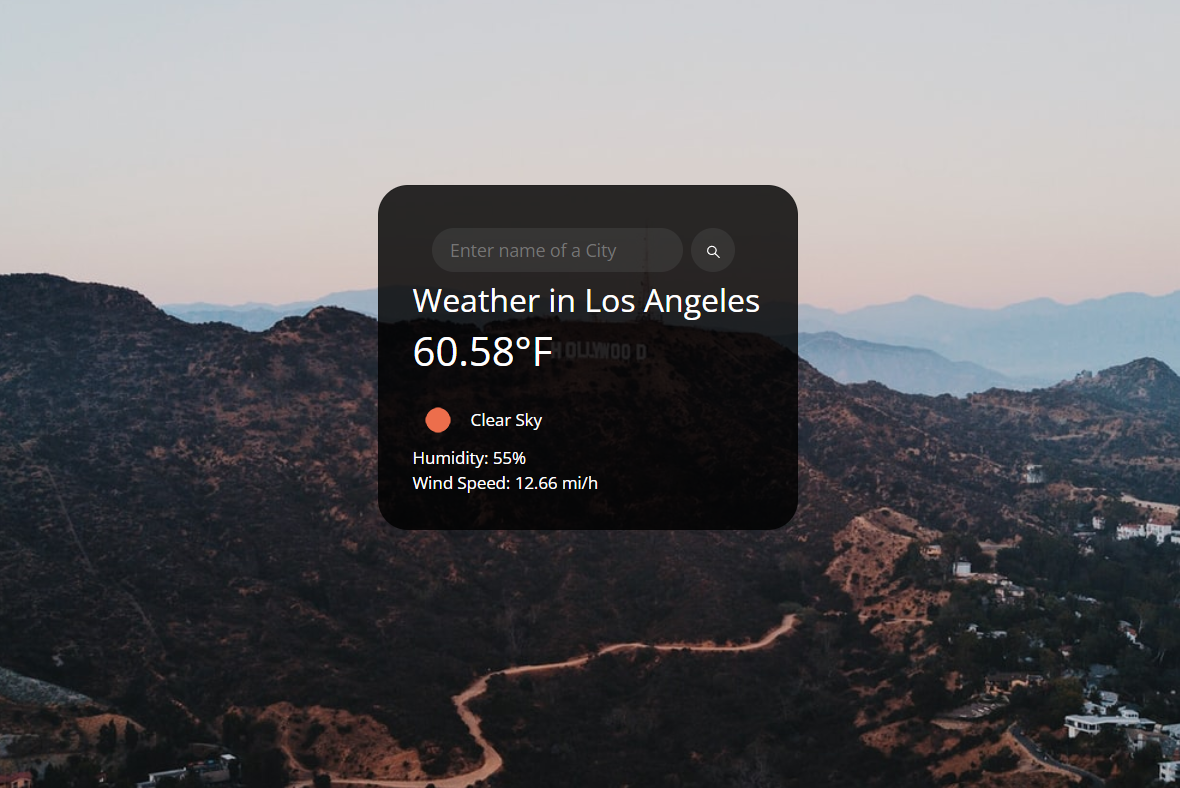 Enter name of a City
Weather in Los Angeles
60.58°F
HOLLYWOOD
Clear Sky
Humidity: 55%
Wind Speed: 12.66 mi/h